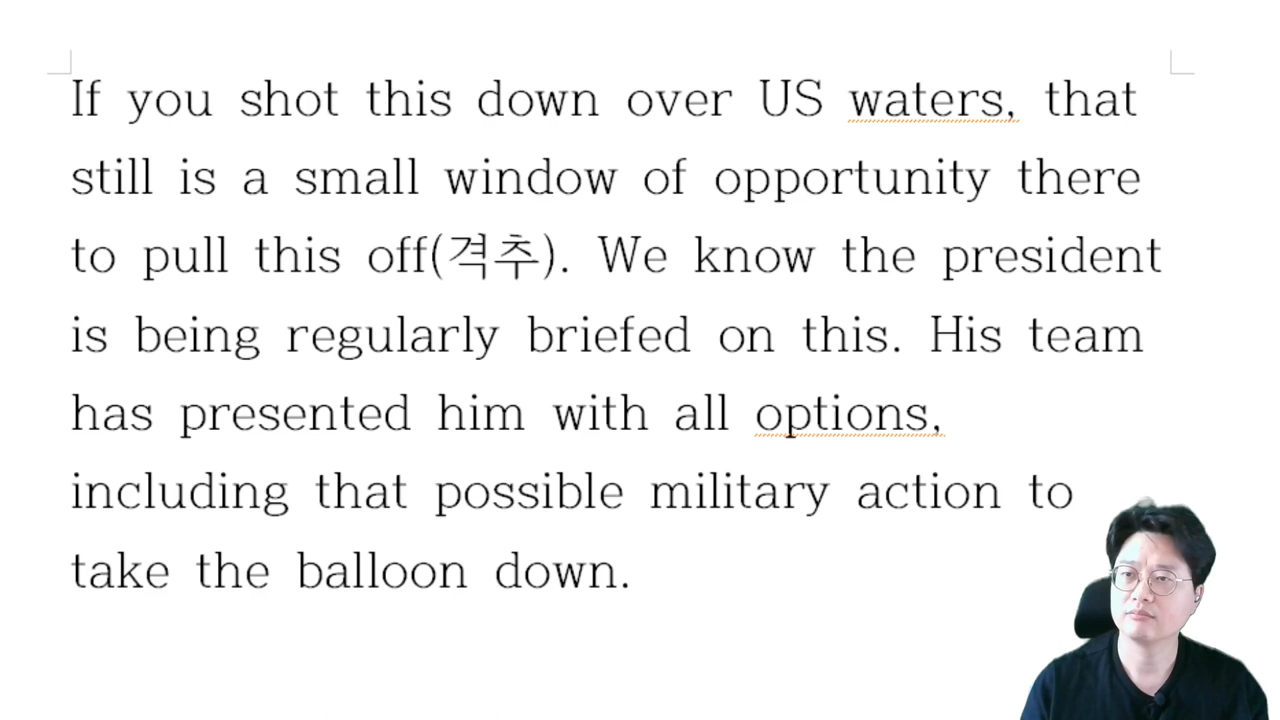 If you shot this down over US waters, that
still is a small window of opportunity there
to pull this off(격추). We know the president
is being regularly briefed on this. His team
has presented him with all options,
including that possible military action to
take the balloon down.